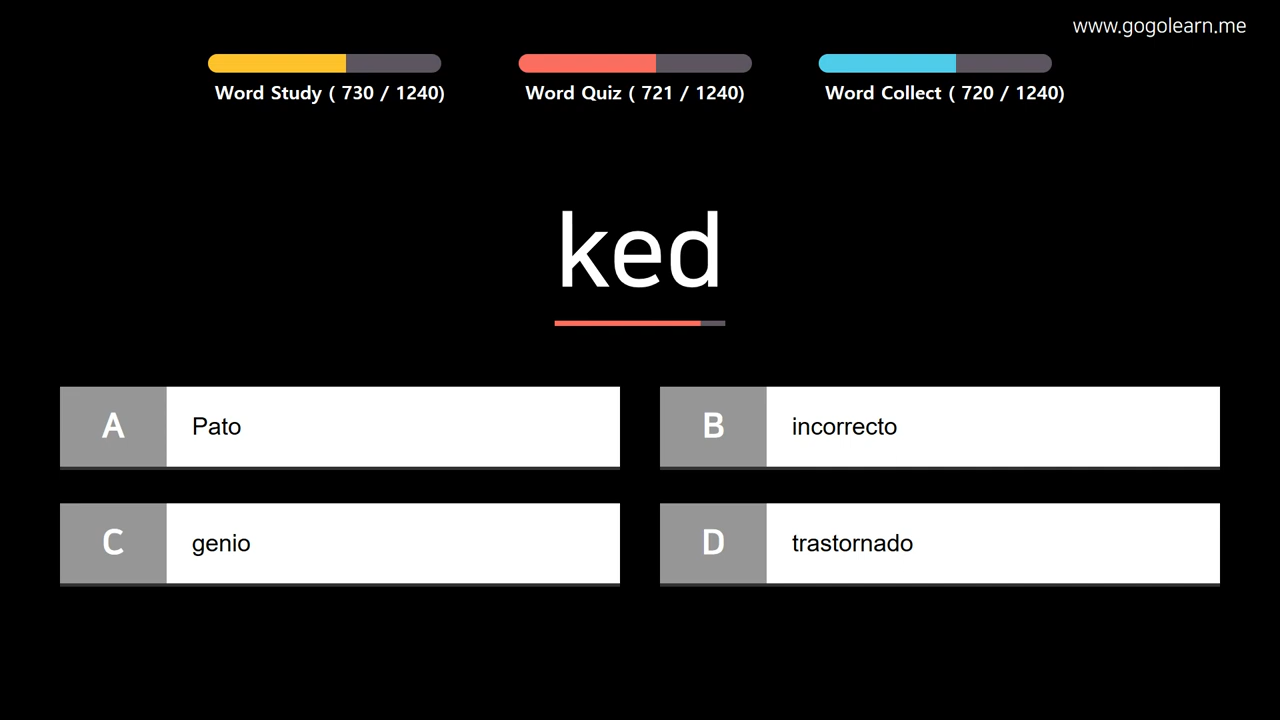 www.gogolearn.me
Word Study ( 730 / 1240)
Word Quiz ( 721 / 1240)
Word Collect ( 720 / 1240)
ked
A Pato
B incorrecto
C genio
D trastornado